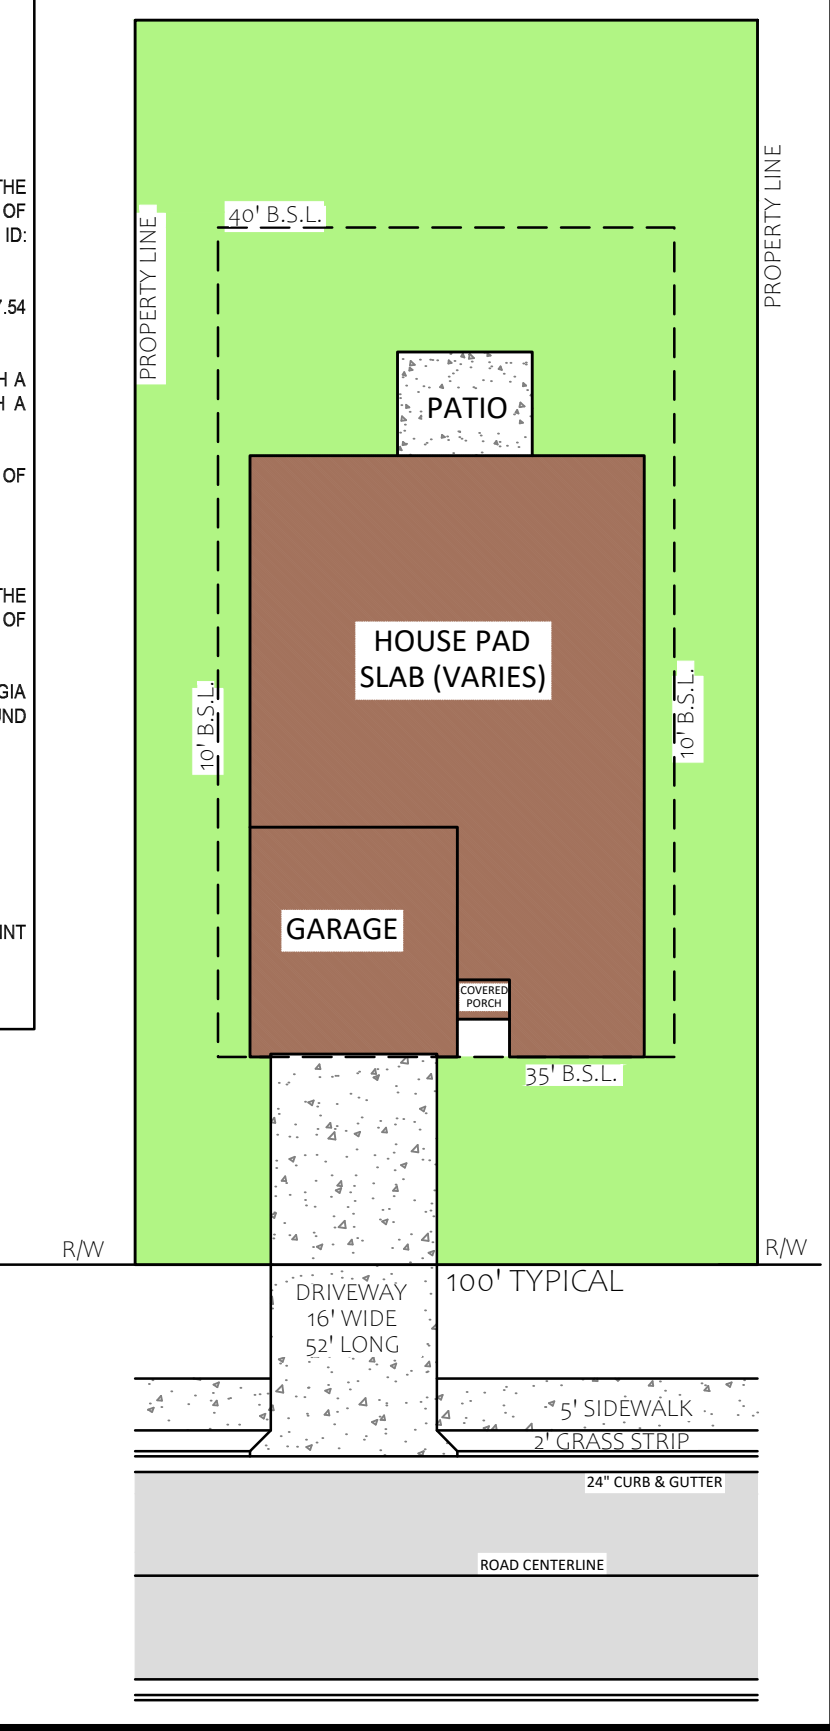 THE
OF
ID:
7.54
H A
H A
OF
THE
OF
GIA
UND
INT
40' B.S.L.
PROPERTY LINE
PROPERTY LINE
PATIO
HOUSE PAD
SLAB (VARIES)
10' B.S.L.
10' B.S.L.
GARAGE
COVERED
PORCH
35' B.S.L.
R/W
R/W
100' TYPICAL
DRIVEWAY
16' WIDE
52' LONG
5' SIDEWALK
2' GRASS STRIP
24" CURB & GUTTER
ROAD CENTERLINE